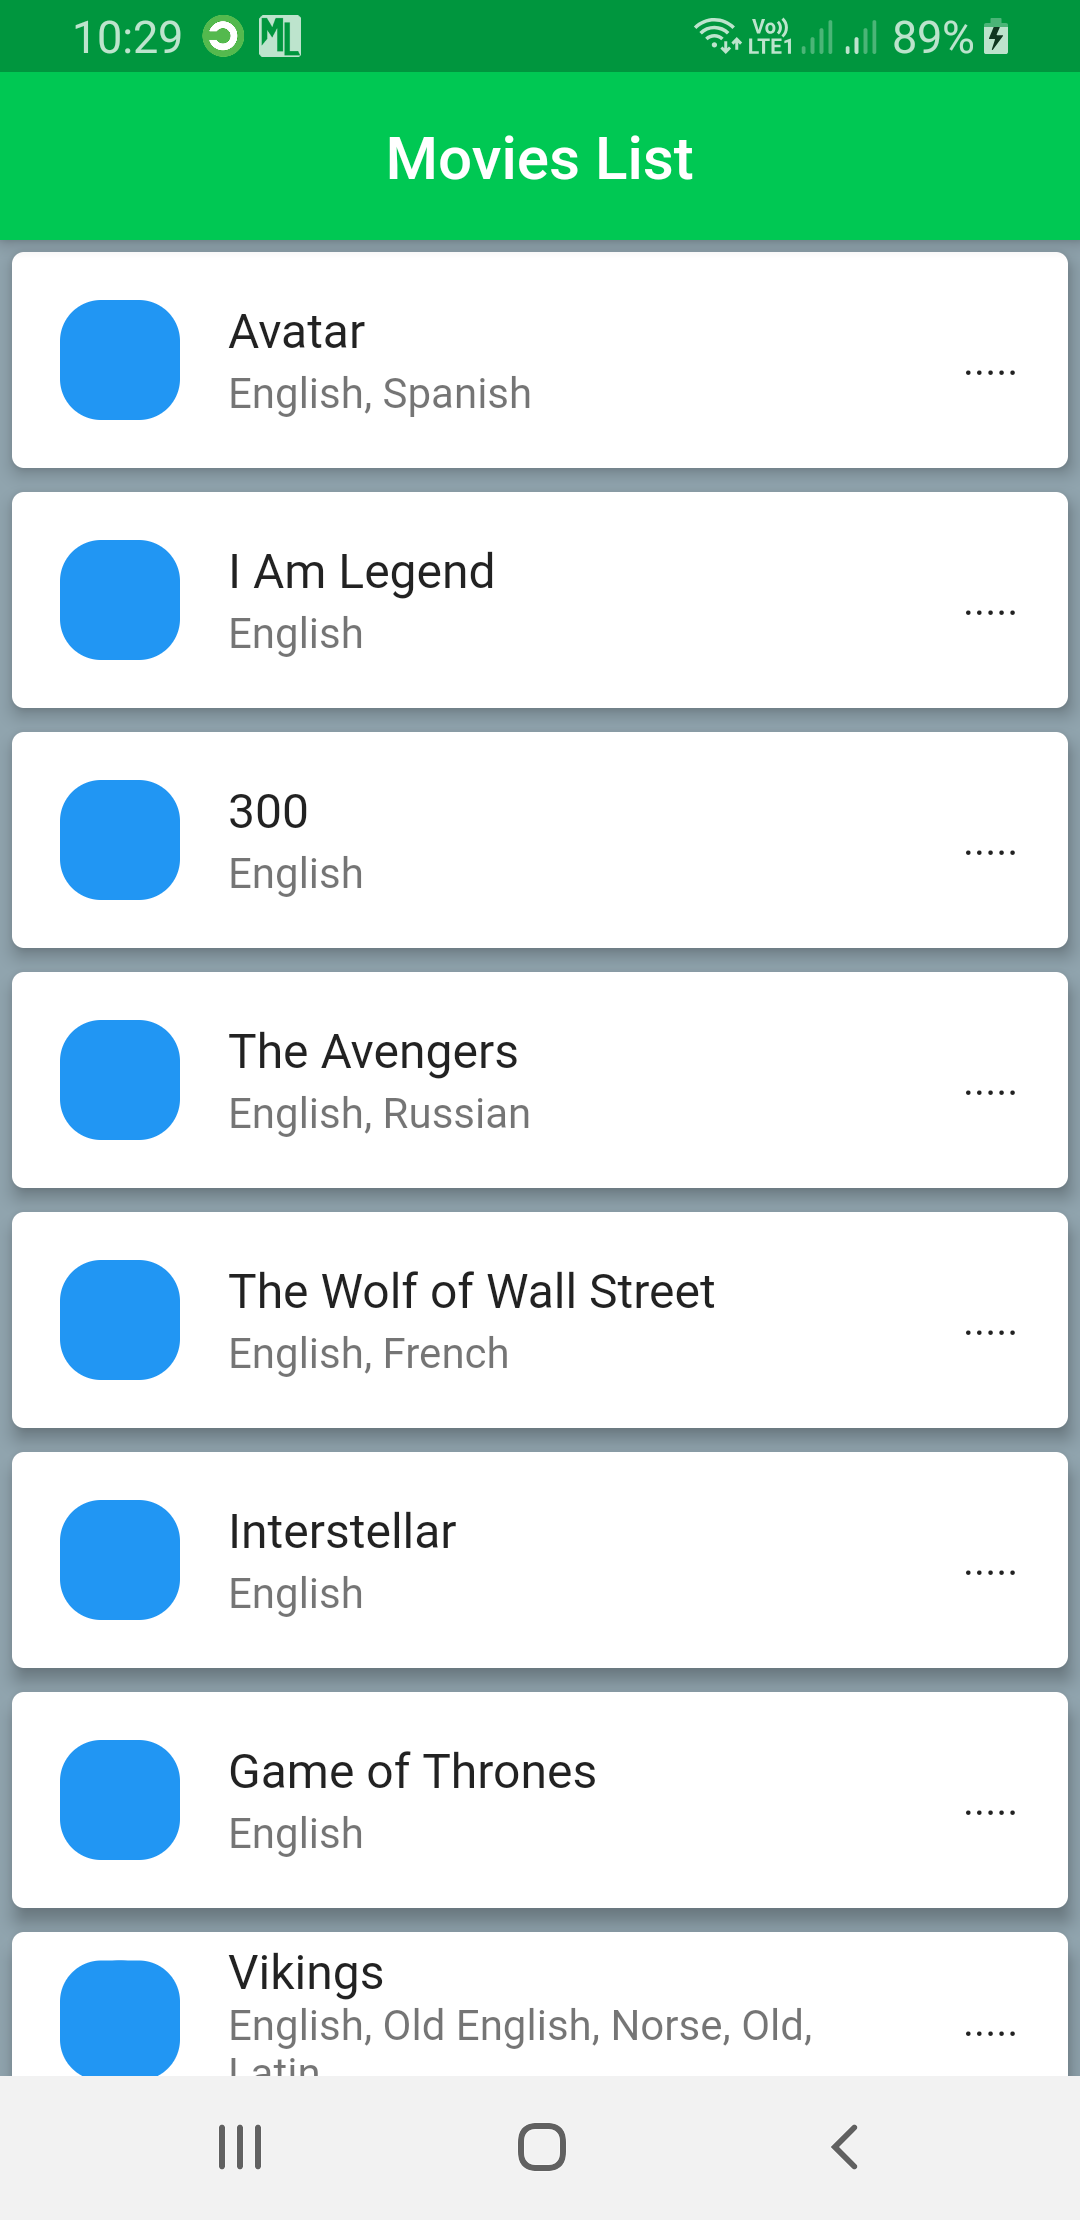 10:29 ML Vo)) LTE1 89%
Movies List
Avatar
English, Spanish
.....
I Am Legend
English
.....
300
English
.....
The Avengers
English, Russian
.....
The Wolf of Wall Street
English, French
.....
Interstellar
English
.....
Game of Thrones
English
.....
Vikings
English, Old English, Norse, Old,
Latin
.....